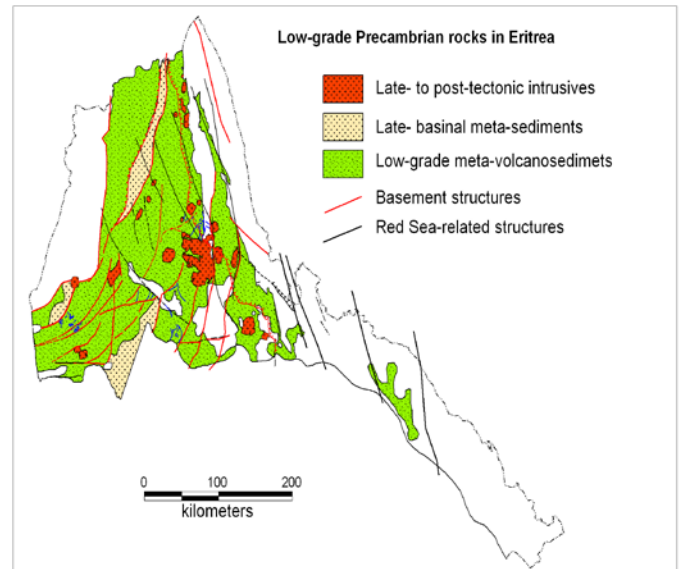 Low-grade Precambrian rocks in Eritrea
Late- to post-tectonic intrusives
Late- basinal meta-sediments
Low-grade meta-volcanosedimets
Basement structures
Red Sea-related structures
0 100 200
kilometers